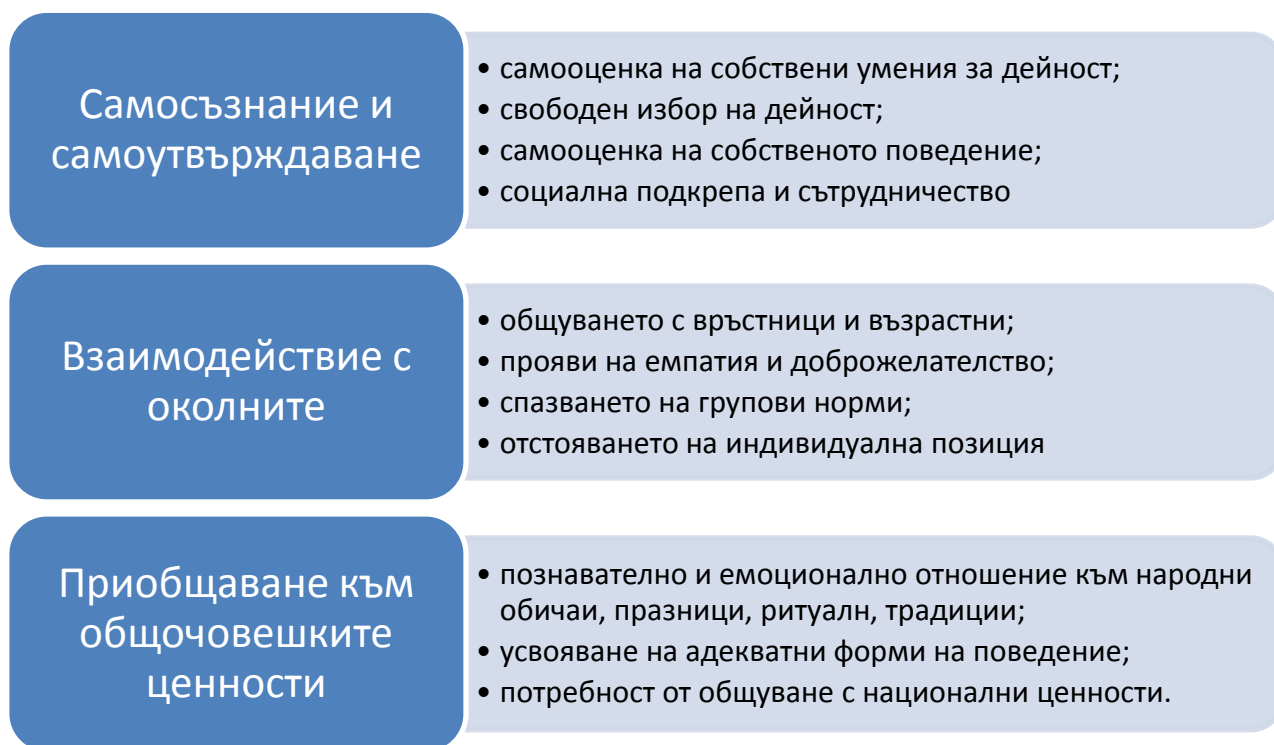 Самосъзнание и
самоутвърждаване
• самооценка на собствени умения за дейност;
• свободен избор на дейност;
• самооценка на собственото поведение;
• социална подкрепа и сътрудничество
Взаимодействие с
околните
• общуването с връстници и възрастни;
• прояви на емпатия и доброжелателство;
• спазването на групови норми;
• отстояването на индивидуална позиция
Приобщаване към
общочовешките
ценности
• познавателно и емоционално отношение към народни
обичаи, празници, ритуалн, традиции;
• усвояване на адекватни форми на поведение;
• потребност от общуване с национални ценности.